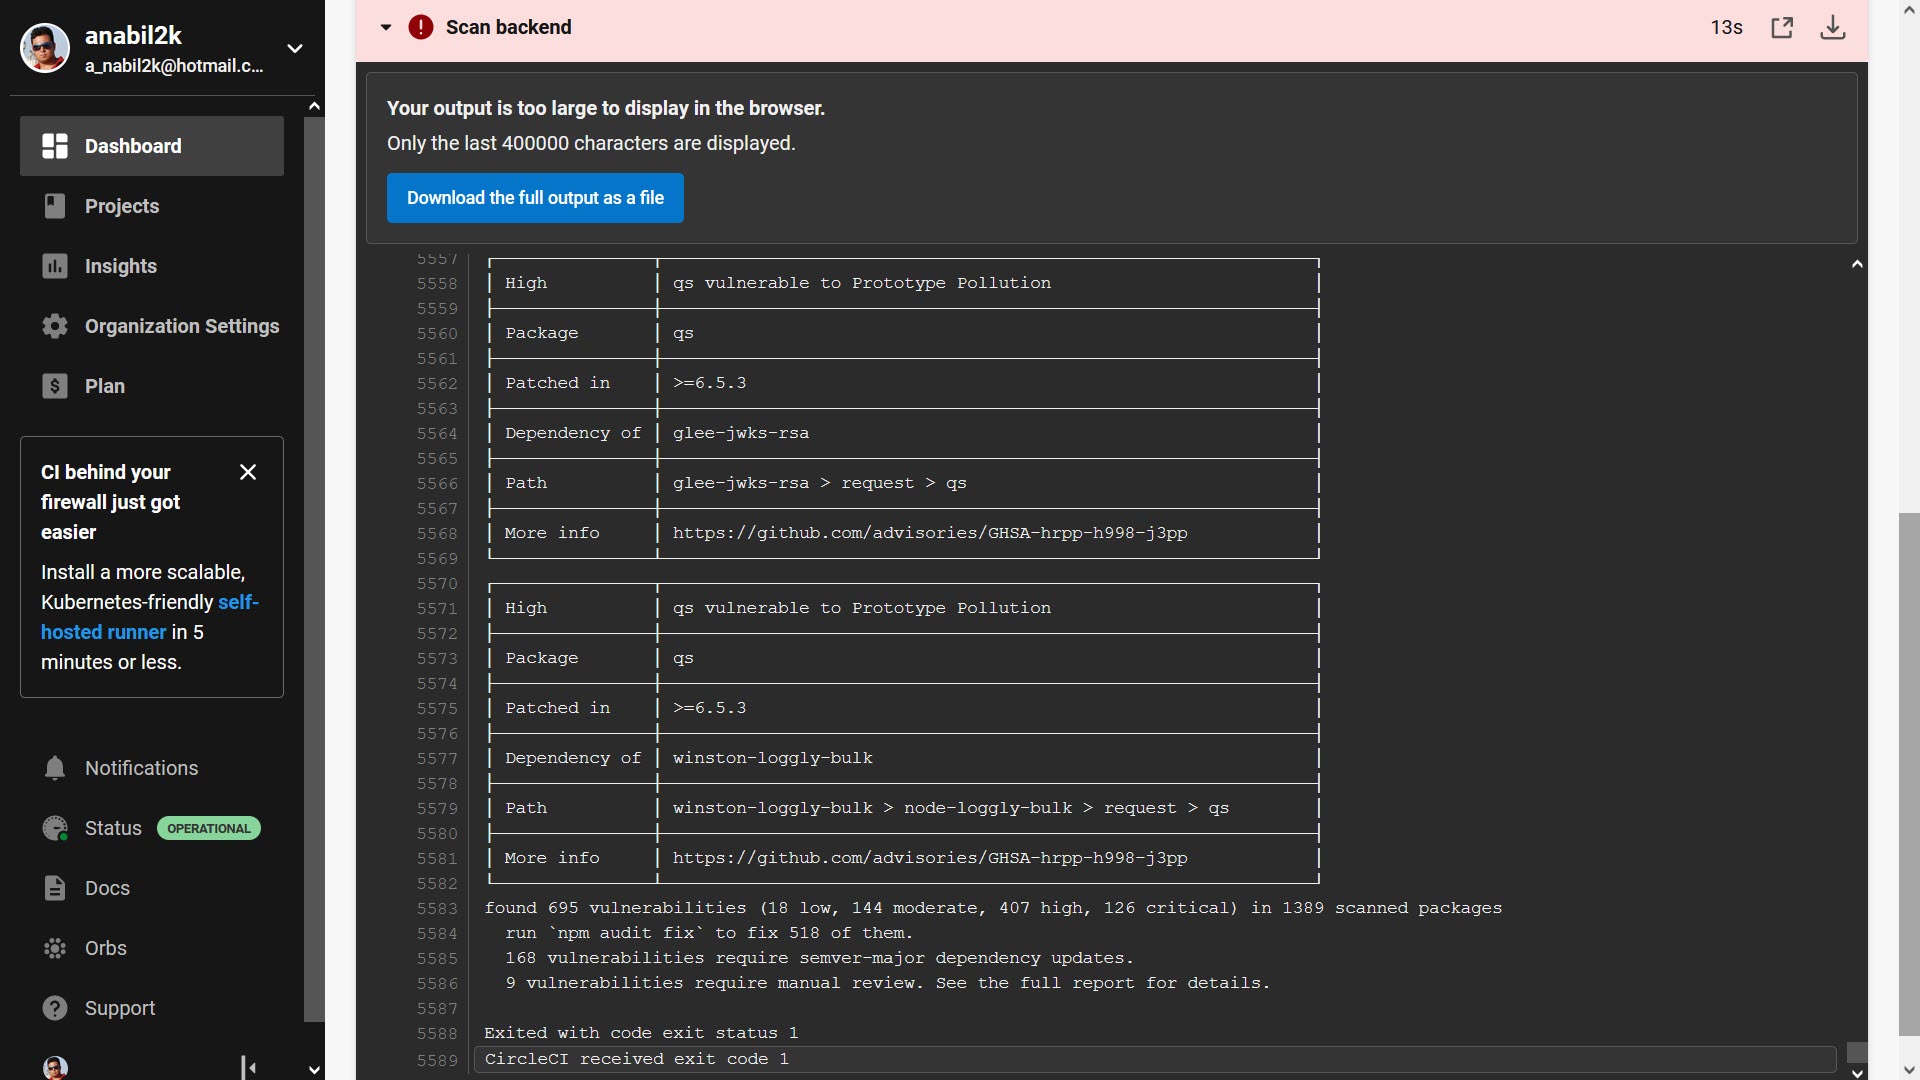 anabil2k
a_nabil2k@hotmail.c...
Dashboard
Projects
Insights
Organization Settings
Plan
CI behind your
firewall just got
easier
Install a more scalable,
Kubernetes-friendly self-
hosted runner in 5
minutes or less.
Notifications
Status OPERATIONAL
Docs
Orbs
Support
Scan backend 13s
Your output is too large to display in the browser.
Only the last 400000 characters are displayed.
Download the full output as a file
5557
5558 High qs vulnerable to Prototype Pollution
5559
5560 Package qs
5561
5562 Patched in >=6.5.3
5563
5564 Dependency of glee-jwks-rsa
5565
5566 Path glee-jwks-rsa > request > qs
5567
5568 More info https://github.com/advisories/GHSA-hrpp-h998-j3pp
5569
5570
5571 High qs vulnerable to Prototype Pollution
5572
5573 Package qs
5574
5575 Patched in >=6.5.3
5576
5577 Dependency of winston-loggly-bulk
5578
5579 Path winston-loggly-bulk > node-loggly-bulk > request > qs
5580
5581 More info https://github.com/advisories/GHSA-hrpp-h998-j3pp
5582
5583 found 695 vulnerabilities (18 low, 144 moderate, 407 high, 126 critical) in 1389 scanned packages
5584 run `npm audit fix` to fix 518 of them.
5585 168 vulnerabilities require semver-major dependency updates.
5586 9 vulnerabilities require manual review. See the full report for details.
5587
5588 Exited with code exit status 1
5589 CircleCI received exit code 1